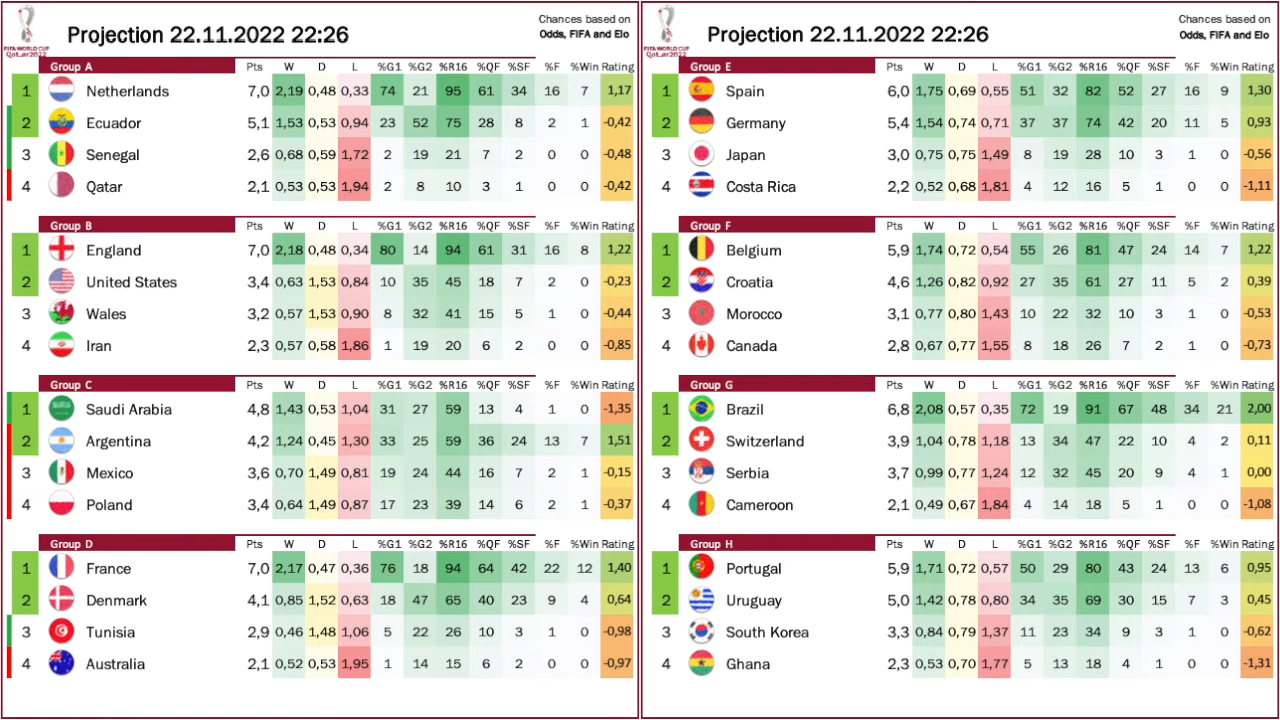 FIFA WORLD CUP
Qatar2022
Projection 22.11.2022 22:26
Chances based on
Odds, FIFA and Elo
Group A Pts W D L %G1 %G2 %R16 %QF %SF %F %Win Rating
1 Netherlands 7,0 2,19 0,48 0,33 74 21 95 61 34 16 7 1,17
2 Ecuador 5,1 1,53 0,53 0,94 23 52 75 28 8 2 1 -0,42
3 Senegal 2,6 0,68 0,59 1,72 2 19 21 7 2 0 0 -0,48
4 Qatar 2,1 0,53 0,53 1,94 2 8 10 3 1 0 0 -0,42
Group B Pts W D L %G1 %G2 %R16 %QF %SF %F %Win Rating
1 England 7,0 2,18 0,48 0,34 80 14 94 61 31 16 8 1,22
2 United States 3,4 0,63 1,53 0,84 10 35 45 18 7 2 0 -0,23
3 Wales 3,2 0,57 1,53 0,90 8 32 41 15 5 1 0 -0,44
4 Iran 2,3 0,57 0,58 1,86 1 19 20 6 2 0 0 -0,85
Group C Pts W D L %G1 %G2 %R16 %QF %SF %F %Win Rating
1 Saudi Arabia 4,8 1,43 0,53 1,04 31 27 59 13 4 1 0 -1,35
2 Argentina 4,2 1,24 0,45 1,30 33 25 59 36 24 13 7 1,51
3 Mexico 3,6 0,70 1,49 0,81 19 24 44 16 7 2 1 -0,15
4 Poland 3,4 0,64 1,49 0,87 17 23 39 14 6 2 1 -0,37
Group D Pts W D L %G1 %G2 %R16 %QF %SF %F %Win Rating
1 France 7,0 2,17 0,47 0,36 76 18 94 64 42 22 12 1,40
2 Denmark 4,1 0,85 1,52 0,63 18 47 65 40 23 9 4 0,64
3 Tunisia 2,9 0,46 1,48 1,06 5 22 26 10 3 1 0 -0,98
4 Australia 2,1 0,52 0,53 1,95 1 14 15 6 2 0 0 -0,97
FIFA WORLD CUP
Qatar2022
Projection 22.11.2022 22:26
Chances based on
Odds, FIFA and Elo
Group E Pts W D L %G1 %G2 %R16 %QF %SF %F %Win Rating
1 Spain 6,0 1,75 0,69 0,55 51 32 82 52 27 16 9 1,30
2 Germany 5,4 1,54 0,74 0,71 37 37 74 42 20 11 5 0,93
3 Japan 3,0 0,75 0,75 1,49 8 19 28 10 3 1 0 -0,56
4 Costa Rica 2,2 0,52 0,68 1,81 4 12 16 5 1 0 0 -1,11
Group F Pts W D L %G1 %G2 %R16 %QF %SF %F %Win Rating
1 Belgium 5,9 1,74 0,72 0,54 55 26 81 47 24 14 7 1,22
2 Croatia 4,6 1,26 0,82 0,92 27 35 61 27 11 5 2 0,39
3 Morocco 3,1 0,77 0,80 1,43 10 22 32 10 3 1 0 -0,53
4 Canada 2,8 0,67 0,77 1,55 8 18 26 7 2 1 0 -0,73
Group G Pts W D L %G1 %G2 %R16 %QF %SF %F %Win Rating
1 Brazil 6,8 2,08 0,57 0,35 72 19 91 67 48 34 21 2,00
2 Switzerland 3,9 1,04 0,78 1,18 13 34 47 22 10 4 2 0,11
3 Serbia 3,7 0,99 0,77 1,24 12 32 45 20 9 4 1 0,00
4 Cameroon 2,1 0,49 0,67 1,84 4 14 18 5 1 0 0 -1,08
Group H Pts W D L %G1 %G2 %R16 %QF %SF %F %Win Rating
1 Portugal 5,9 1,71 0,72 0,57 50 29 80 43 24 13 6 0,95
2 Uruguay 5,0 1,42 0,78 0,80 34 35 69 30 15 7 3 0,45
3 South Korea 3,3 0,84 0,79 1,37 11 23 34 9 3 1 0 -0,62
4 Ghana 2,3 0,53 0,70 1,77 5 13 18 4 1 0 0 -1,31